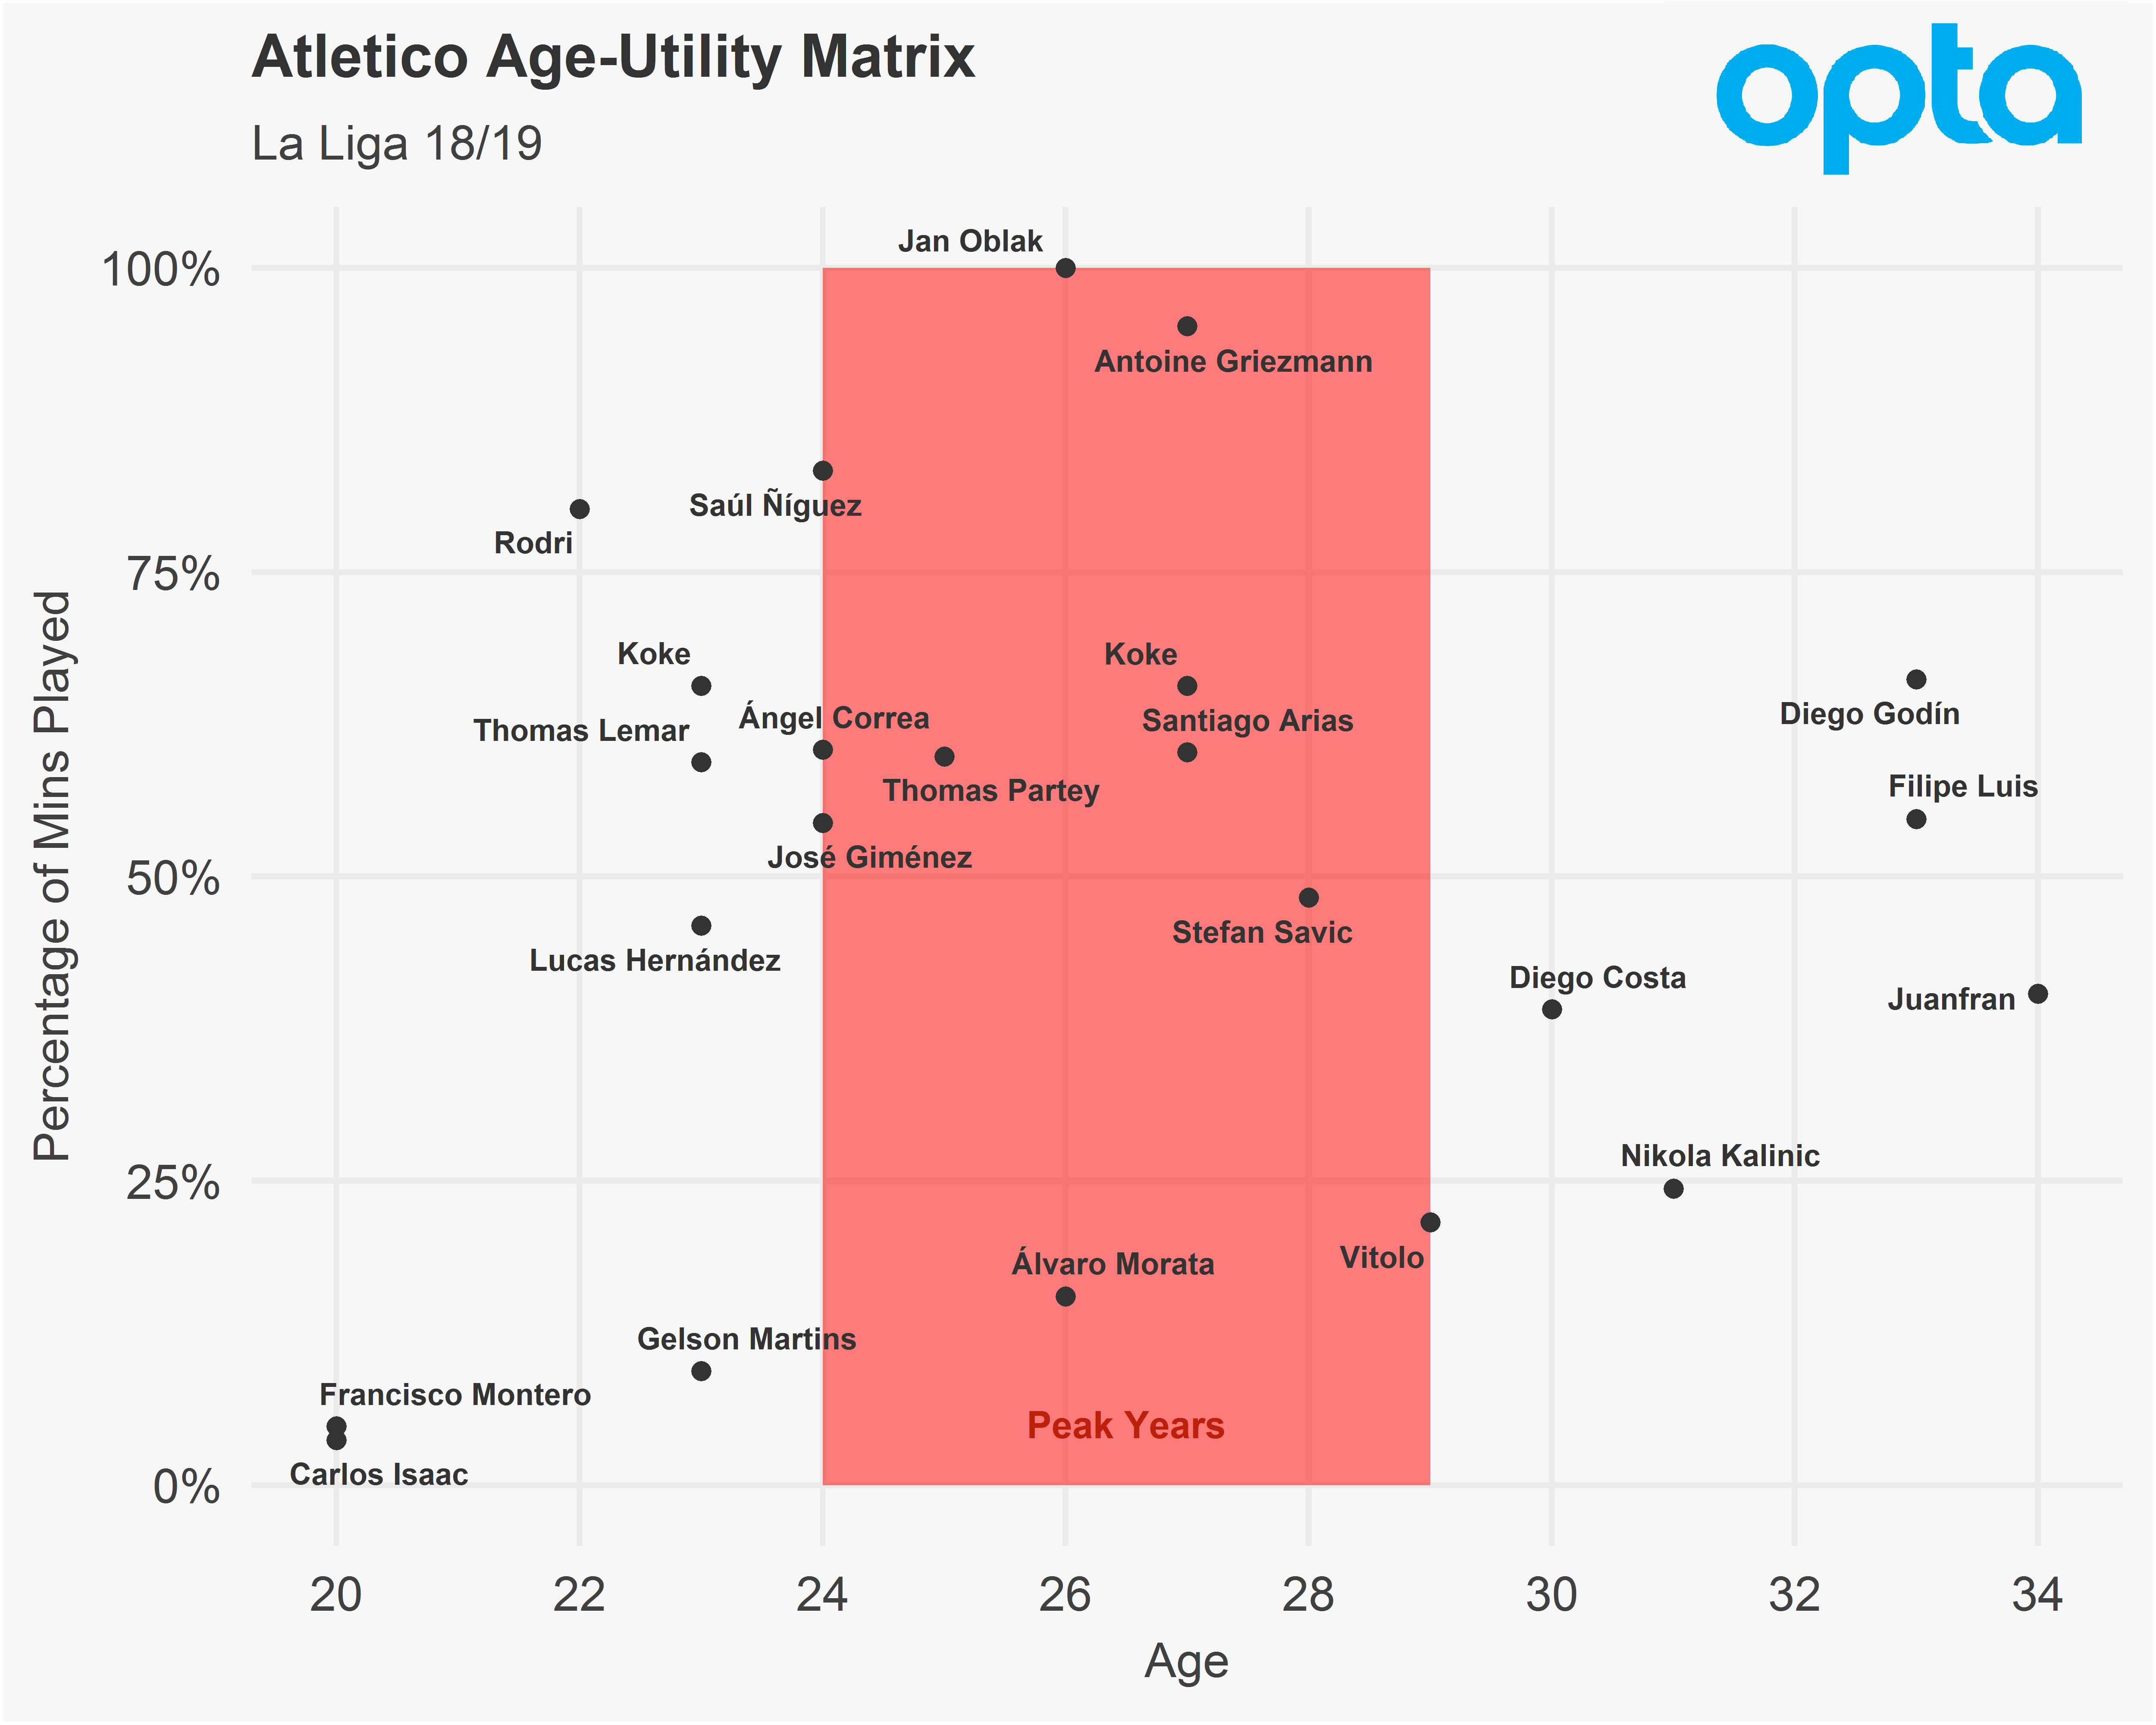 Atletico Age-Utility Matrix
La Liga 18/19
opta
Jan Oblak
100%
Antoine Griezmann
Saúl Ñíguez
Rodri
75%
Koke
Koke
Thomas Lemar
Ángel Correa
Santiago Arias
Diego Godín
Thomas Partey
Filipe Luis
José Giménez
50%
Stefan Savic
Lucas Hernández
Diego Costa
Juanfran
Nikola Kalinic
25%
Vitolo
Álvaro Morata
Gelson Martins
Francisco Montero
Peak Years
Carlos Isaac
0%
Percentage of Mins Played
20 22 24 26 28 30 32 34
Age